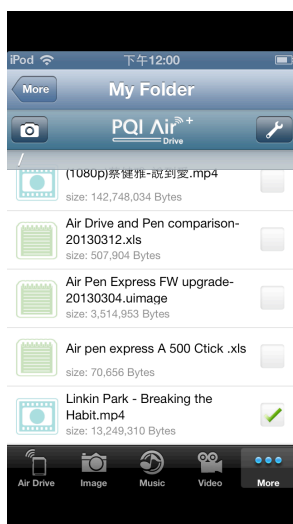 iPod 下午12:00
More My Folder
PQI Air+
Drive
/
(1080p)蔡健雅-說到愛.mp4
size: 142,748,034 Bytes
Air Drive and Pen comparison-
20130312.xls
size: 507,904 Bytes
Air Pen Express FW upgrade-
20130304.uimage
size: 3,514,953 Bytes
Air pen express A 500 Ctick .xls
size: 70,656 Bytes
Linkin Park - Breaking the
Habit.mp4
size: 13,249,310 Bytes
Air Drive Image Music Video More